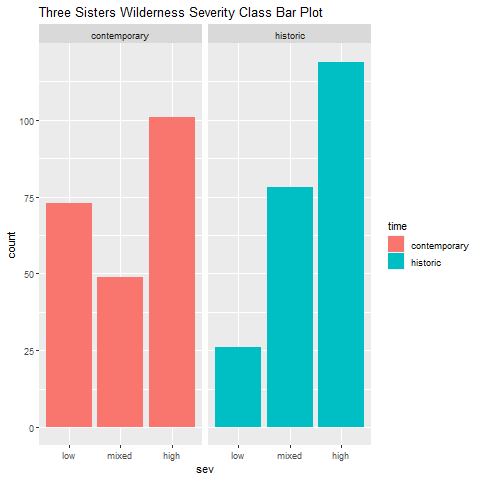 Three Sisters Wilderness Severity Class Bar Plot
contemporary historic
100
75
50
25
0
count
low mixed high low mixed high
sev
time
contemporary
historic